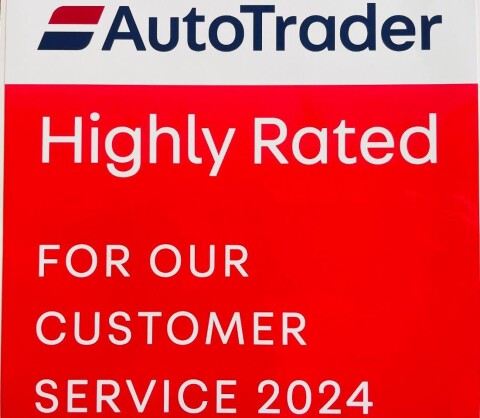 AutoTrader
Highly Rated
FOR OUR
CUSTOMER
SERVICE 2024